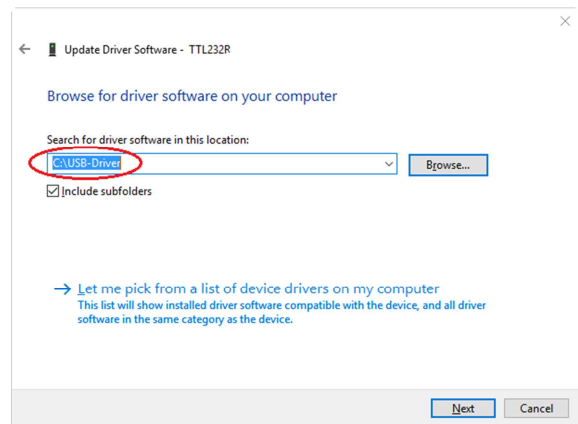 Update Driver Software - TTL232R
Browse for driver software on your computer
Search for driver software in this location:
C:\USB-Driver
Browse...
Include subfolders
Let me pick from a list of device drivers on my computer
This list will show installed driver software compatible with the device, and all driver
software in the same category as the device.
Next
Cancel